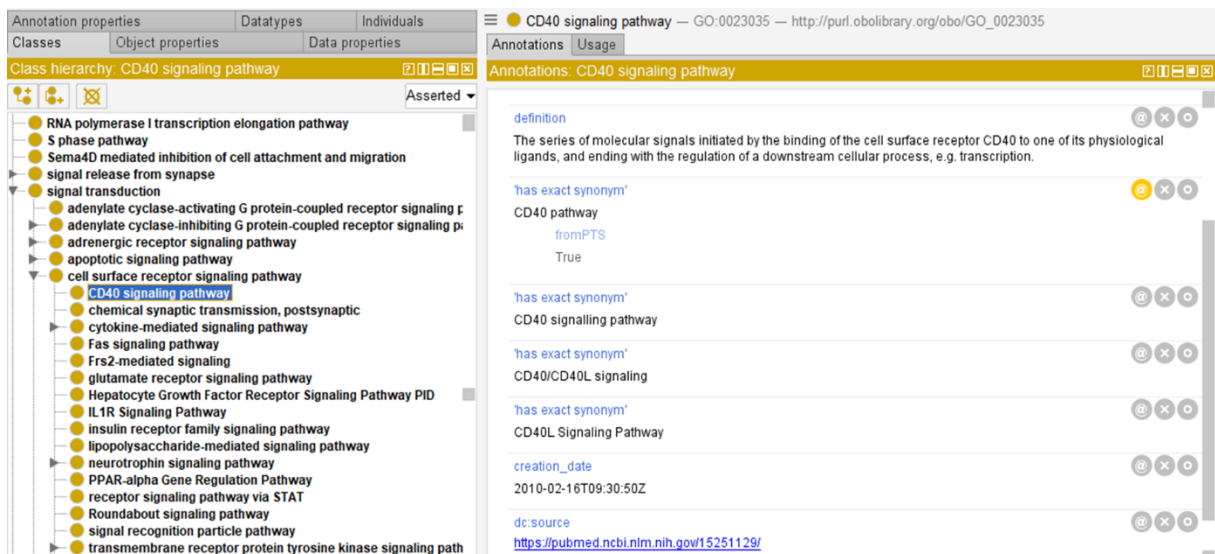 Annotation properties Datatypes Individuals
Classes Object properties Data properties
Class hierarchy: CD40 signaling pathway
Asserted
RNA polymerase I transcription elongation pathway
S phase pathway
Sema4D mediated inhibition of cell attachment and migration
signal release from synapse
signal transduction
adenylate cyclase-activating G protein-coupled receptor signaling p
adenylate cyclase-inhibiting G protein-coupled receptor signaling pa
adrenergic receptor signaling pathway
apoptotic signaling pathway
cell surface receptor signaling pathway
CD40 signaling pathway
chemical synaptic transmission, postsynaptic
cytokine-mediated signaling pathway
Fas signaling pathway
Frs2-mediated signaling
glutamate receptor signaling pathway
Hepatocyte Growth Factor Receptor Signaling Pathway PID
IL1R Signaling Pathway
insulin receptor family signaling pathway
lipopolysaccharide-mediated signaling pathway
neurotrophin signaling pathway
PPAR-alpha Gene Regulation Pathway
receptor signaling pathway via STAT
Roundabout signaling pathway
signal recognition particle pathway
transmembrane receptor protein tyrosine kinase signaling path
CD40 signaling pathway — GO:0023035 — http://purl.obolibrary.org/obo/GO_0023035
Annotations Usage
Annotations: CD40 signaling pathway
definition
The series of molecular signals initiated by the binding of the cell surface receptor CD40 to one of its physiological
ligands, and ending with the regulation of a downstream cellular process, e.g. transcription.
'has exact synonym'
CD40 pathway
fromPTS
True
'has exact synonym'
CD40 signalling pathway
'has exact synonym'
CD40/CD40L signaling
'has exact synonym'
CD40L Signaling Pathway
creation_date
2010-02-16T09:30:50Z
dc:source
https://pubmed.ncbi.nlm.nih.gov/15251129/